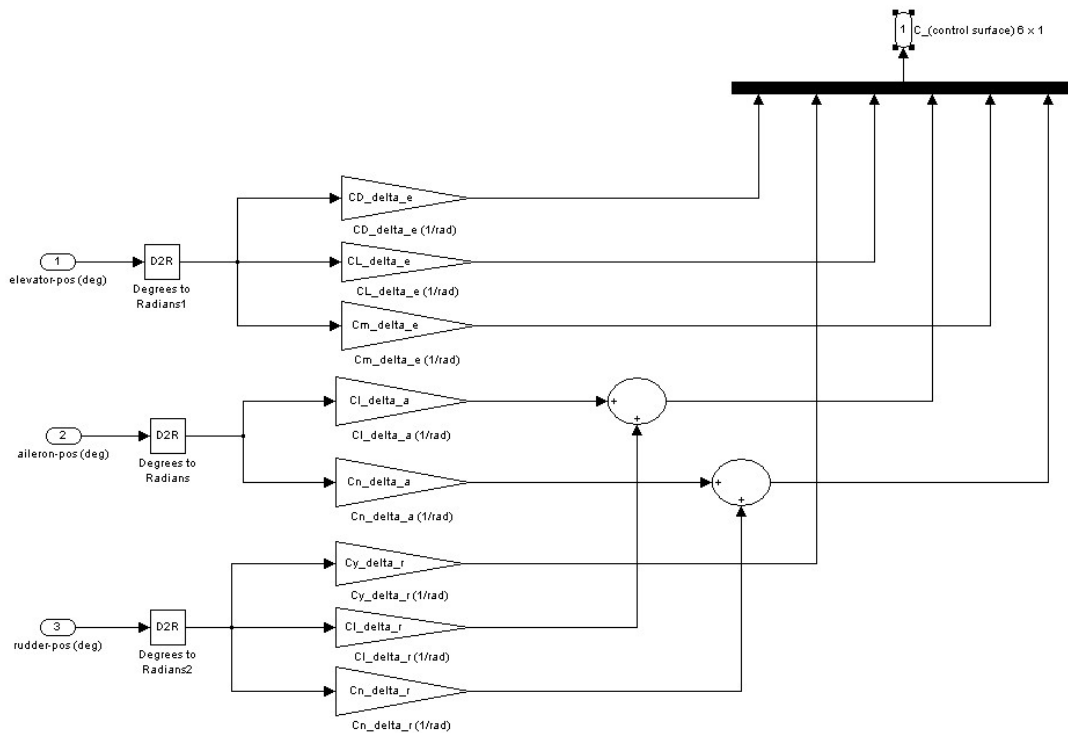 1
C_(control surface) 6 x 1
CD_delta_e
CD_delta_e (1/rad)
1
elevator-pos (deg)
D2R
Degrees to
Radians1
CL_delta_e
CL_delta_e (1/rad)
Cm_delta_e
Cm_delta_e (1/rad)
2
aileron-pos (deg)
D2R
Degrees to
Radians
Cl_delta_a
Cl_delta_a (1/rad)
+
+
Cn_delta_a
Cn_delta_a (1/rad)
+
+
3
rudder-pos (deg)
D2R
Degrees to
Radians2
Cy_delta_r
Cy_delta_r (1/rad)
Cl_delta_r
Cl_delta_r (1/rad)
Cn_delta_r
Cn_delta_r (1/rad)